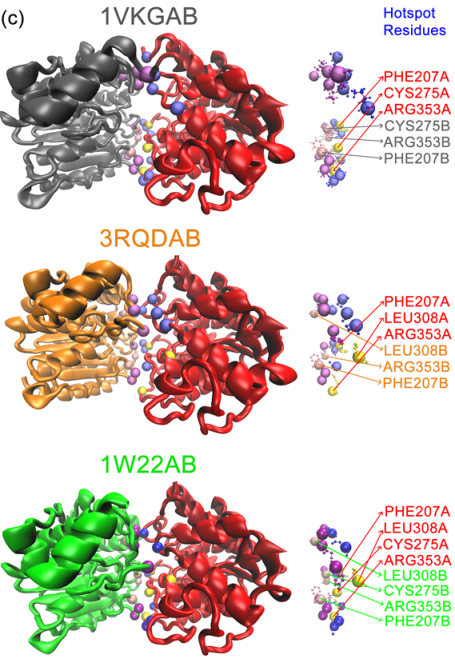 (c)
1VKGAB
Hotspot
Residues
PHE207A
CYS275A
ARG353A
CYS275B
ARG353B
PHE207B
3RQDAB
PHE207A
LEU308A
ARG353A
LEU308B
ARG353B
PHE207B
1W22AB
PHE207A
LEU308A
CYS275A
ARG353A
LEU308B
CYS275B
ARG353B
PHE207B